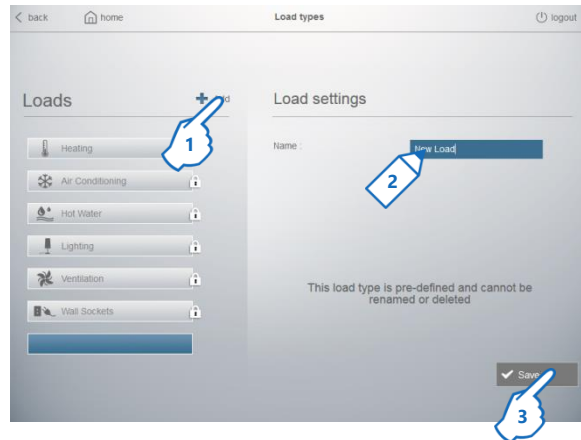 back
home
Load types
logout
Loads
Load settings
1
Name :
New Load
Heating
2
Air Conditioning
Hot Water
Lighting
Ventilation
This load type is pre-defined and cannot be
renamed or deleted
Wall Sockets
Save
3